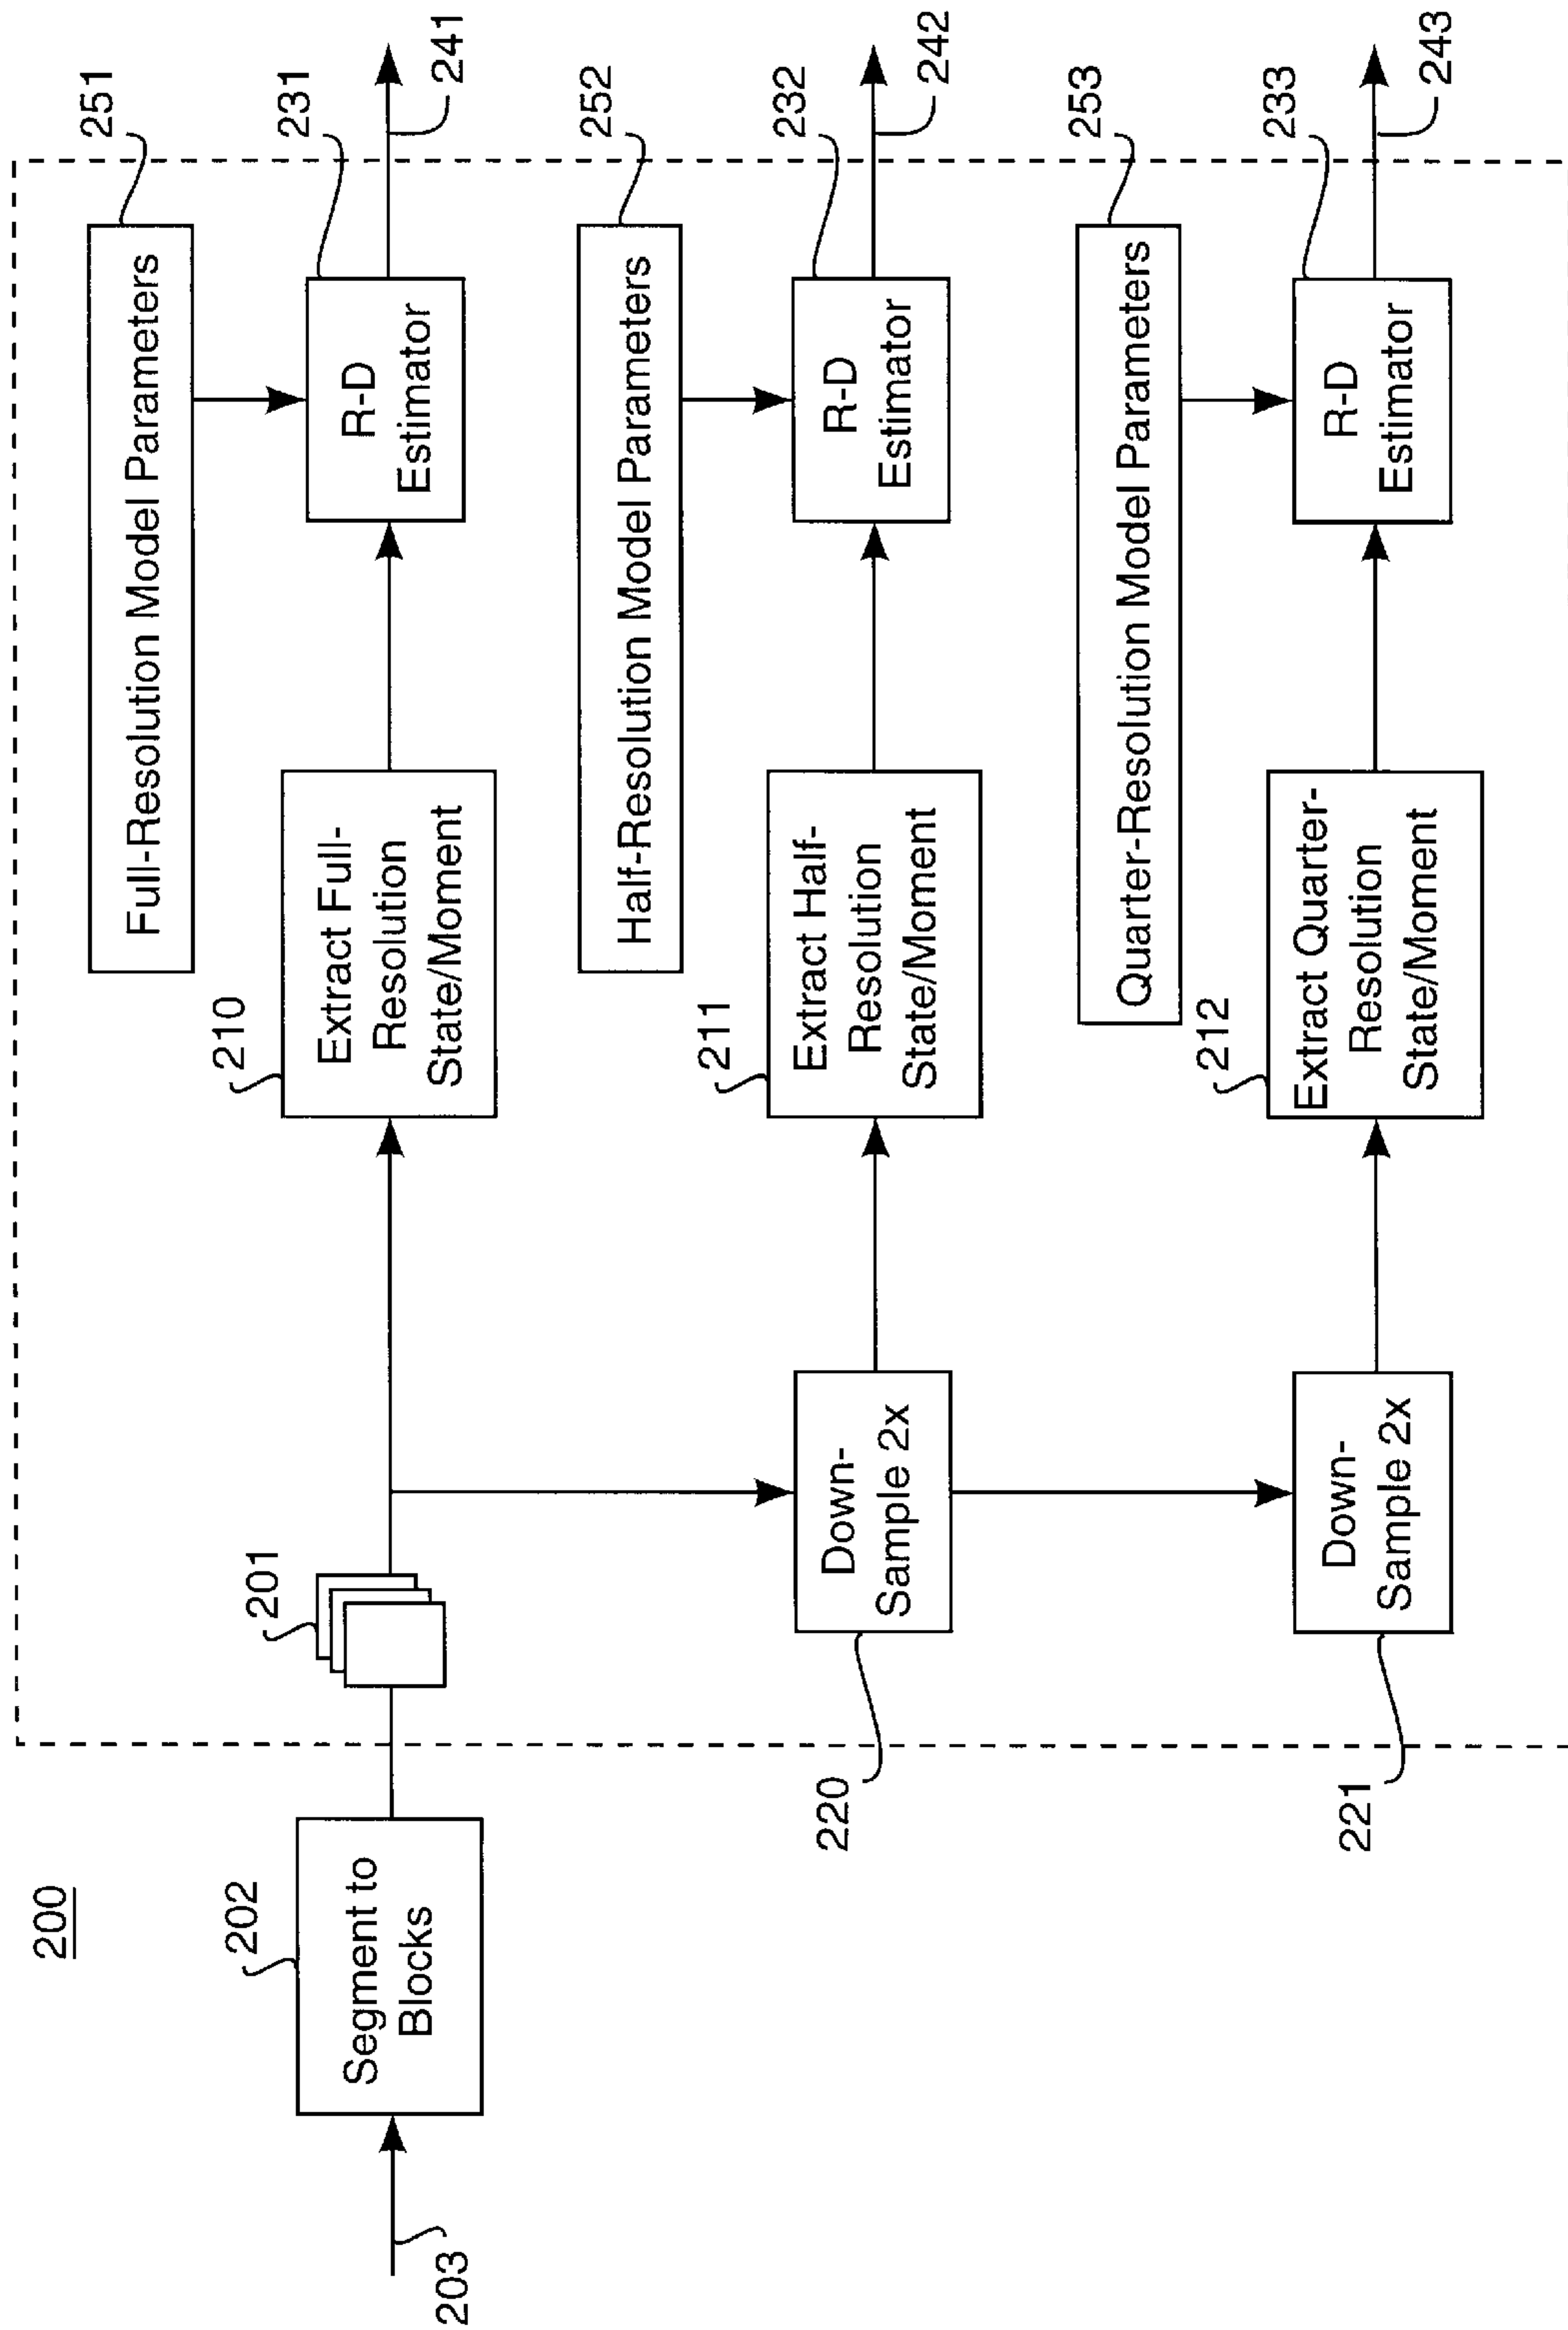 200
203
202
Segment to
Blocks
201
210
Extract Full-
Resolution
State/Moment
Full-Resolution Model Parameters
251
R-D
Estimator
231
241
220
Down-
Sample 2x
211
Extract Half-
Resolution
State/Moment
Half-Resolution Model Parameters
252
R-D
Estimator
232
242
221
Down-
Sample 2x
212
Extract Quarter-
Resolution
State/Moment
Quarter-Resolution Model Parameters
253
R-D
Estimator
233
243